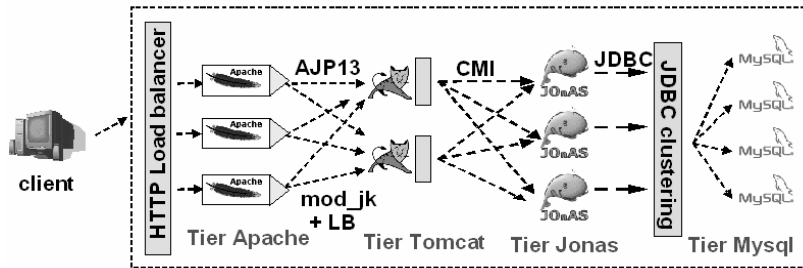 client
HTTP Load balancer
Apache
Apache
Apache
Tier Apache
AJP13
mod_jk
+ LB
Tier Tomcat
CMI
JOnAS
JOnAS
JOnAS
Tier Jonas
JDBC
JDBC clustering
MySQL
MySQL
MySQL
MySQL
Tier Mysql